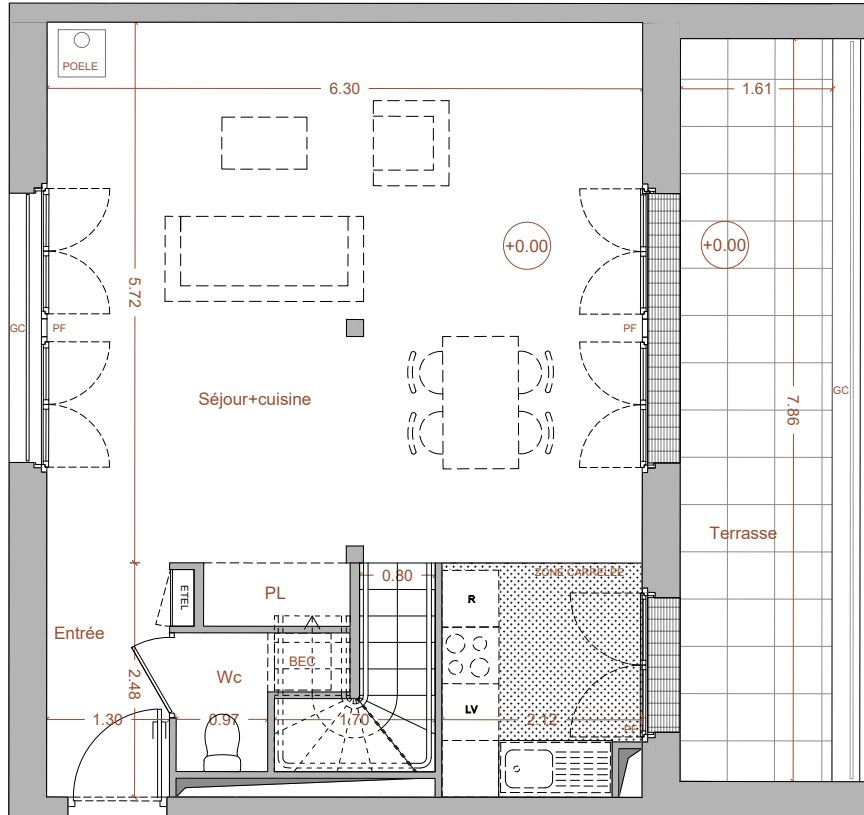 POELE
6.30
1.61
+0.00
+0.00
5.72
GC
PF
PF
GC
Séjour+cuisine
7.86
Terrasse
ZONE CARRELEE
0.80
ETEL
PL
R
Entrée
BEC
Wc
2.48
LV
1.30
0.97
1.70
2.12
PF